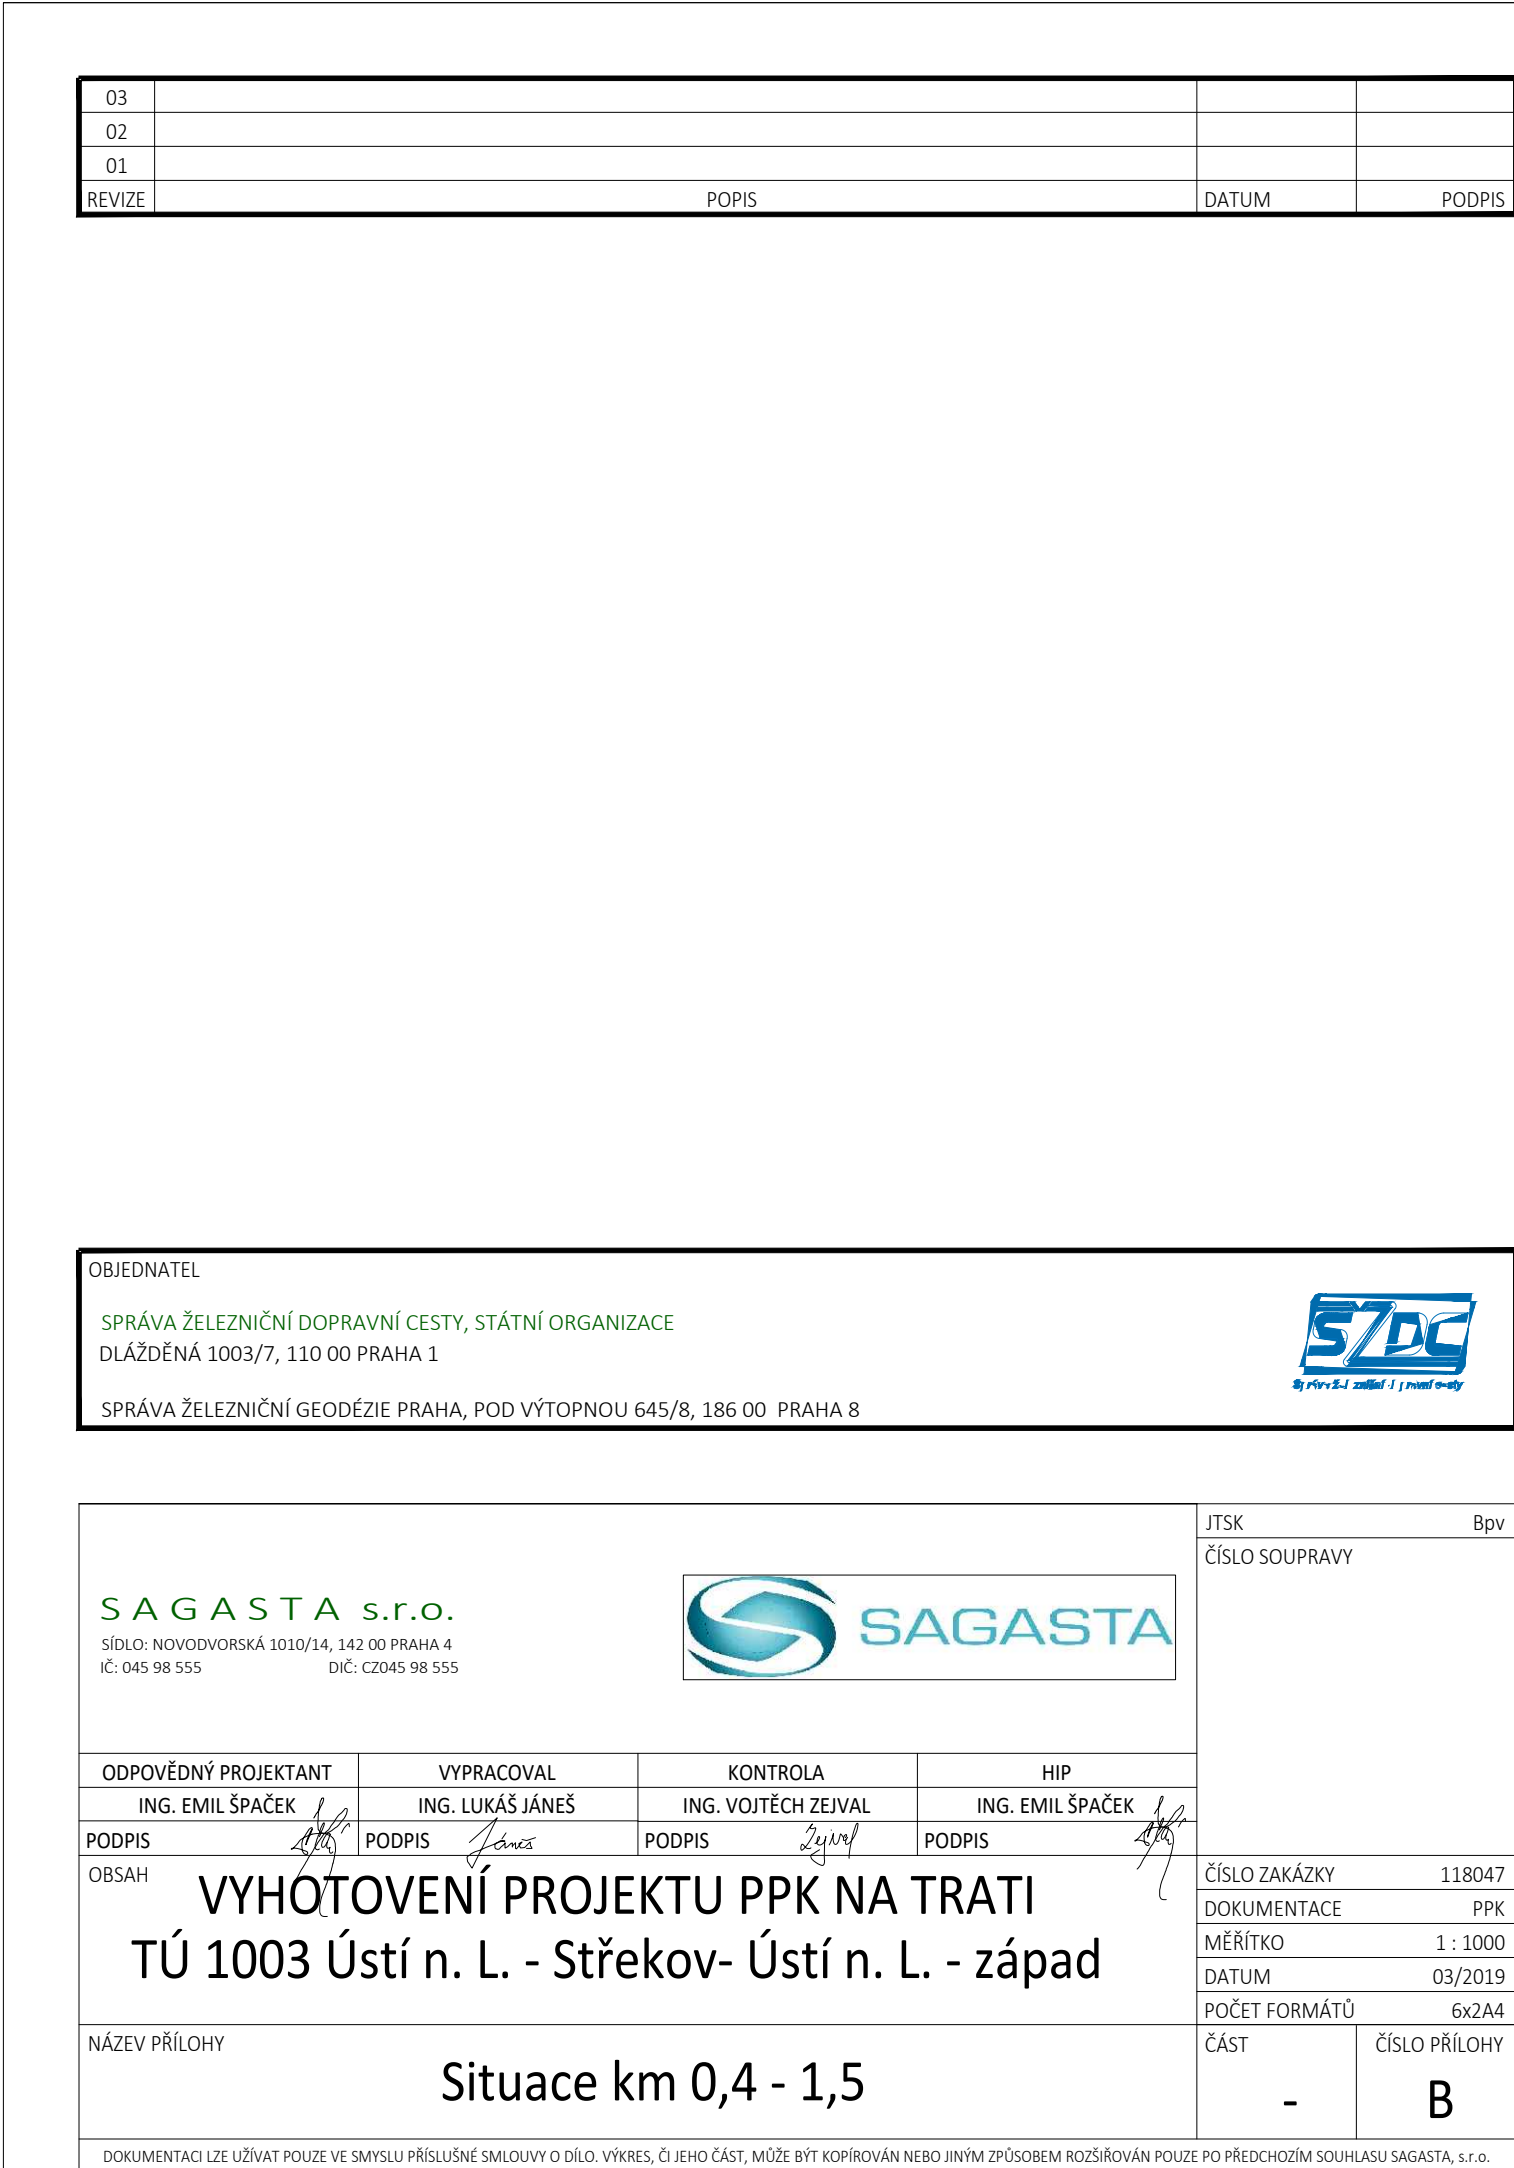 03
02
01
REVIZE POPIS DATUM PODPIS
OBJEDNATEL
SPRÁVA ŽELEZNIČNÍ DOPRAVNÍ CESTY, STÁTNÍ ORGANIZACE
DLÁŽDĚNÁ 1003/7, 110 00 PRAHA 1
SPRÁVA ŽELEZNIČNÍ GEODÉZIE PRAHA, POD VÝTOPNOU 645/8, 186 00 PRAHA 8
SŽDC
JTSK Bpv
ČÍSLO SOUPRAVY
SAGASTA s.r.o.
SÍDLO: NOVODVORSKÁ 1010/14, 142 00 PRAHA 4
IČ: 045 98 555 DIČ: CZ045 98 555
SAGASTA
ODPOVĚDNÝ PROJEKTANT VYPRACOVAL KONTROLA HIP
ING. EMIL ŠPAČEK ING. LUKÁŠ JÁNEŠ ING. VOJTĚCH ZEJVAL ING. EMIL ŠPAČEK
PODPIS PODPIS Jáneš PODPIS Zejval PODPIS
OBSAH
VYHOTOVENÍ PROJEKTU PPK NA TRATI
TÚ 1003 Ústí n. L. - Střekov- Ústí n. L. - západ
ČÍSLO ZAKÁZKY 118047
DOKUMENTACE PPK
MĚŘÍTKO 1 : 1000
DATUM 03/2019
POČET FORMÁTŮ 6x2A4
NÁZEV PŘÍLOHY
Situace km 0,4 - 1,5
ČÁST ČÍSLO PŘÍLOHY
- B
DOKUMENTACI LZE UŽÍVAT POUZE VE SMYSLU PŘÍSLUŠNÉ SMLOUVY O DÍLO. VÝKRES, ČI JEHO ČÁST, MŮŽE BÝT KOPÍROVÁN NEBO JINÝM ZPŮSOBEM ROZŠIŘOVÁN POUZE PO PŘEDCHOZÍM SOUHLASU SAGASTA, s.r.o.